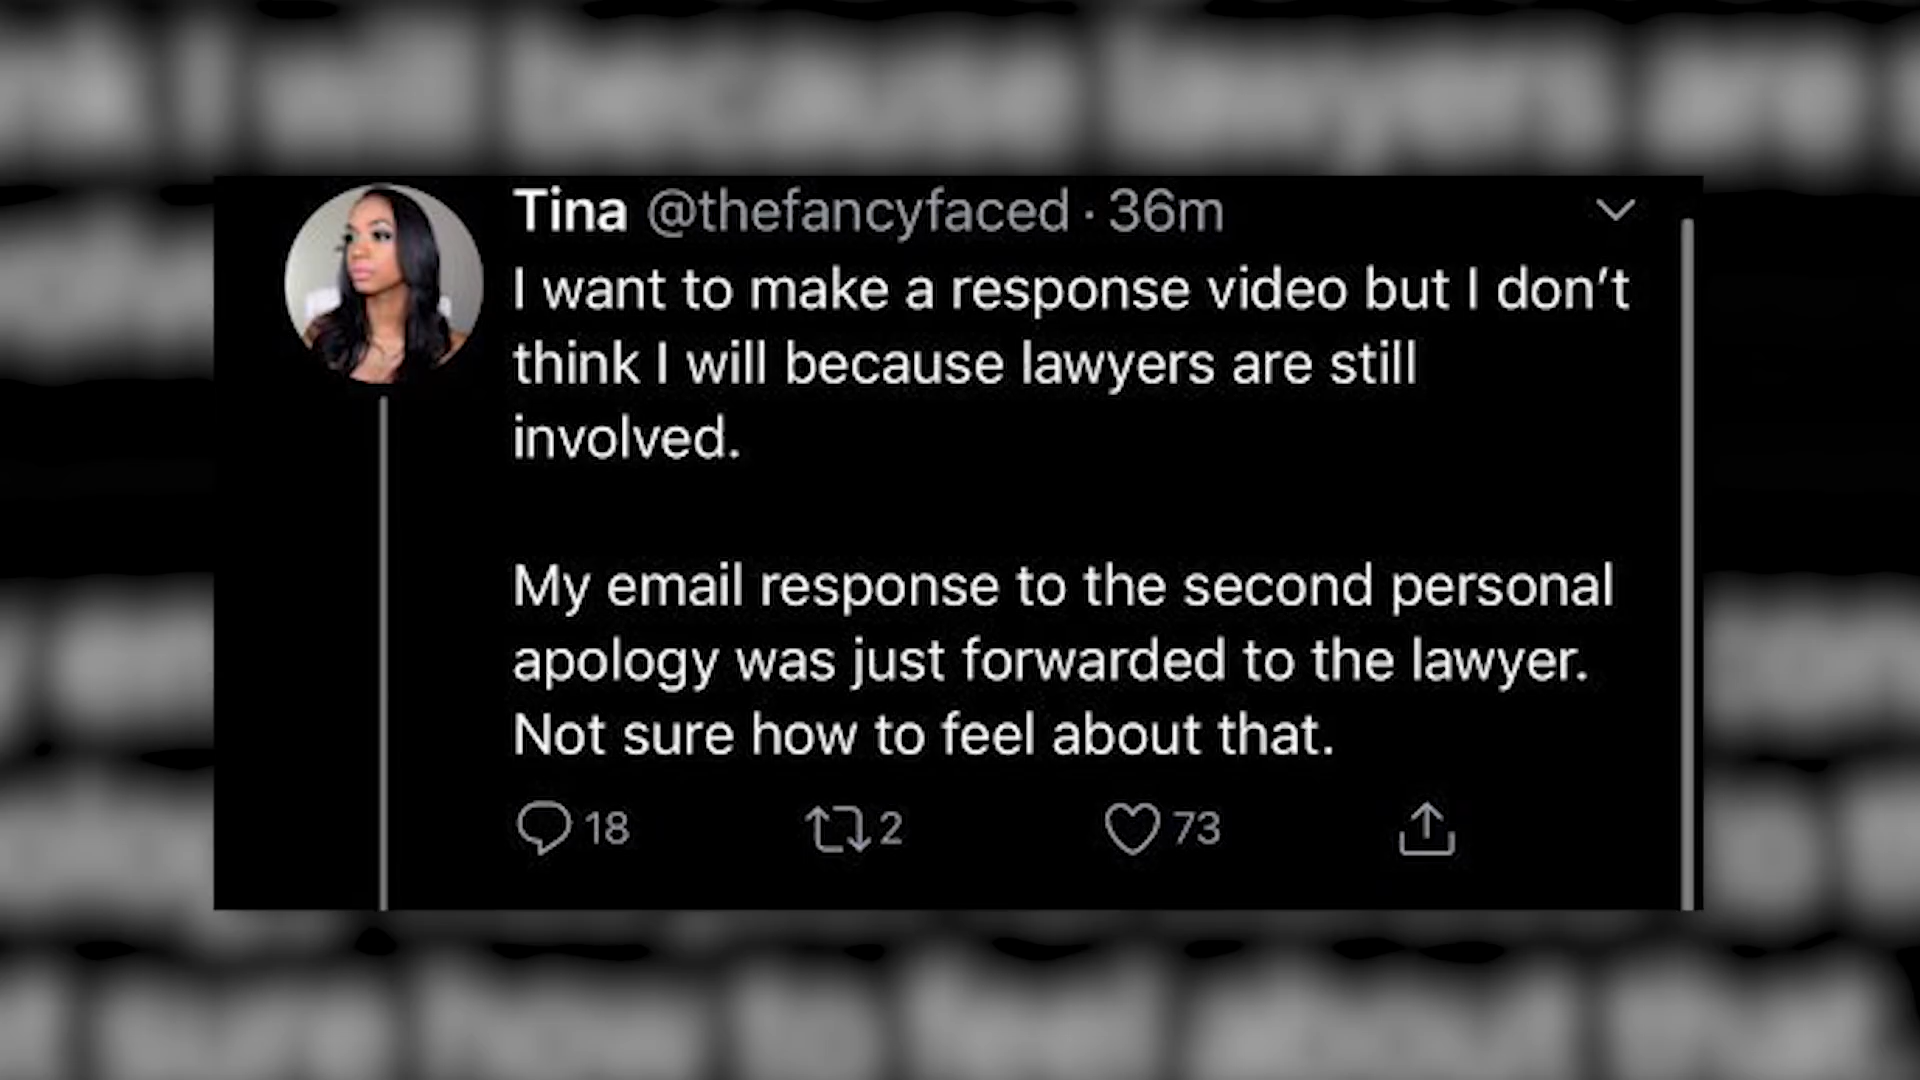 Tina @thefancyfaced · 36m
I want to make a response video but I don’t
think I will because lawyers are still
involved.
My email response to the second personal
apology was just forwarded to the lawyer.
Not sure how to feel about that.
18 2 73